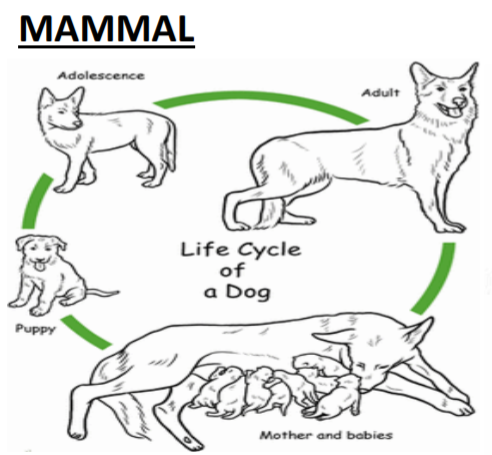 MAMMAL
Adolescence
Adult
Life Cycle
of
a Dog
Puppy
Mother and babies